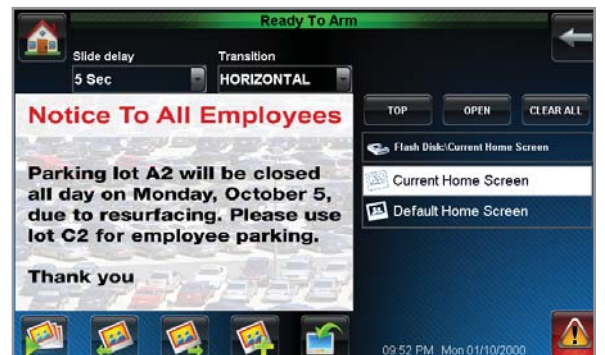 Ready To Arm
Slide delay
Transition
5 Sec
HORIZONTAL
Notice To All Employees
Parking lot A2 will be closed
all day on Monday, October 5,
due to resurfacing. Please use
lot C2 for employee parking.
Thank you
TOP
OPEN
CLEAR ALL
Flash Disk:\Current Home Screen
Current Home Screen
Default Home Screen
09:52 PM Mon 01/10/2000